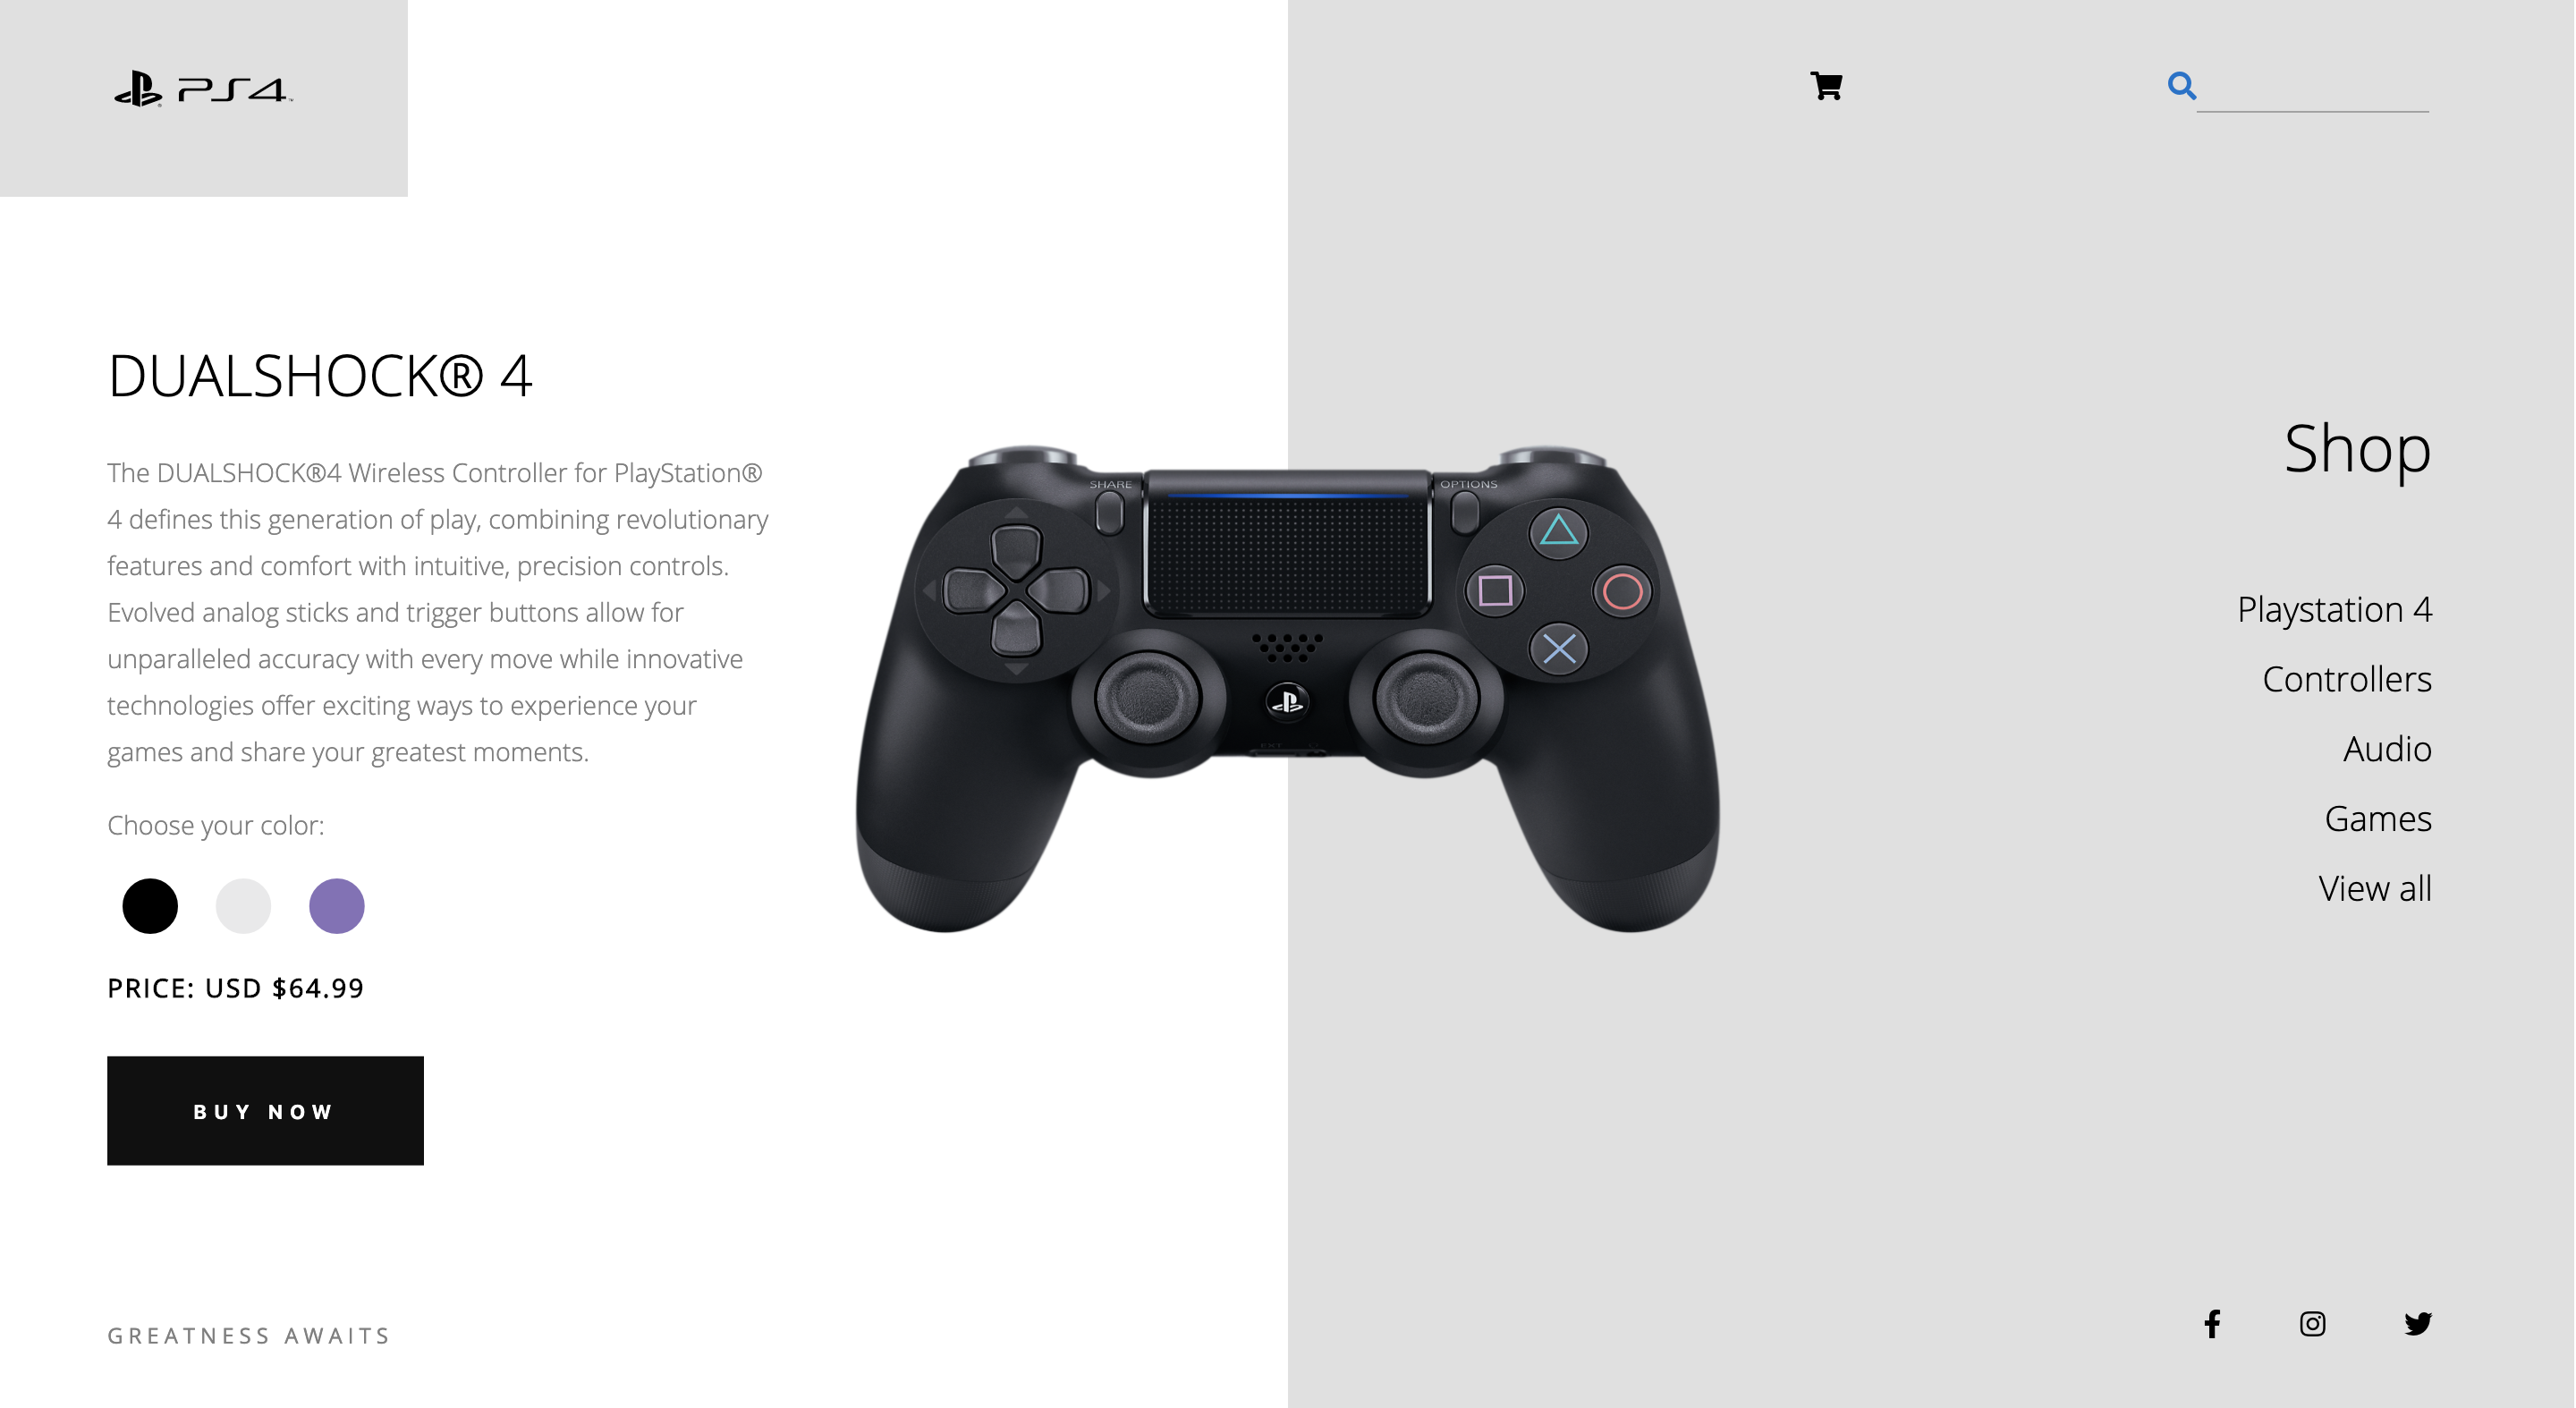 PS4
DUALSHOCK® 4
The DUALSHOCK®4 Wireless Controller for PlayStation®
4 defines this generation of play, combining revolutionary
features and comfort with intuitive, precision controls.
Evolved analog sticks and trigger buttons allow for
unparalleled accuracy with every move while innovative
technologies offer exciting ways to experience your
games and share your greatest moments.
Choose your color:
PRICE: USD $64.99
BUY NOW
GREATNESS AWAITS
SHARE
OPTIONS
EXT
Shop
Playstation 4
Controllers
Audio
Games
View all